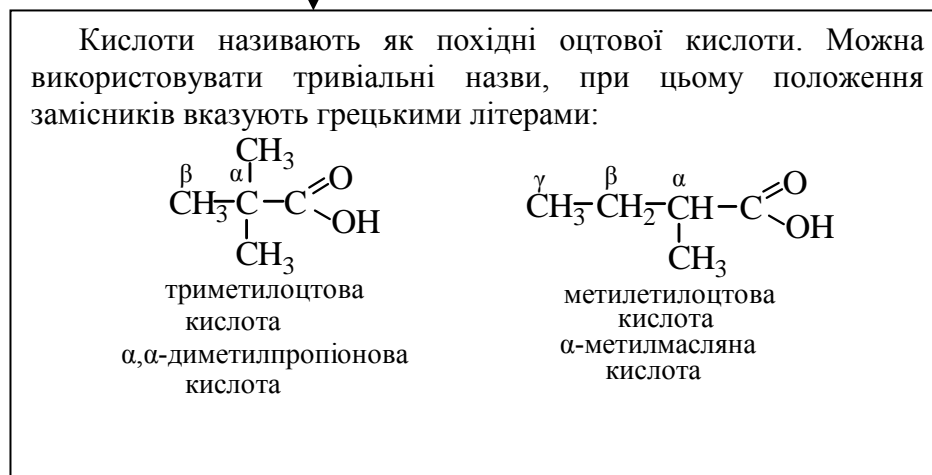 Кислоти називають як похідні оцтової кислоти. Можна
використовувати тривіальні назви, при цьому положення
замісників вказують грецькими літерами:
CH3
β α
CH3-C-C=O
OH
CH3
триметилоцтова
кислота
α,α-диметилпропіонова
кислота
γ β α
CH3-CH2-CH-C=O
OH
CH3
метилетилоцтова
кислота
α-метилмасляна
кислота